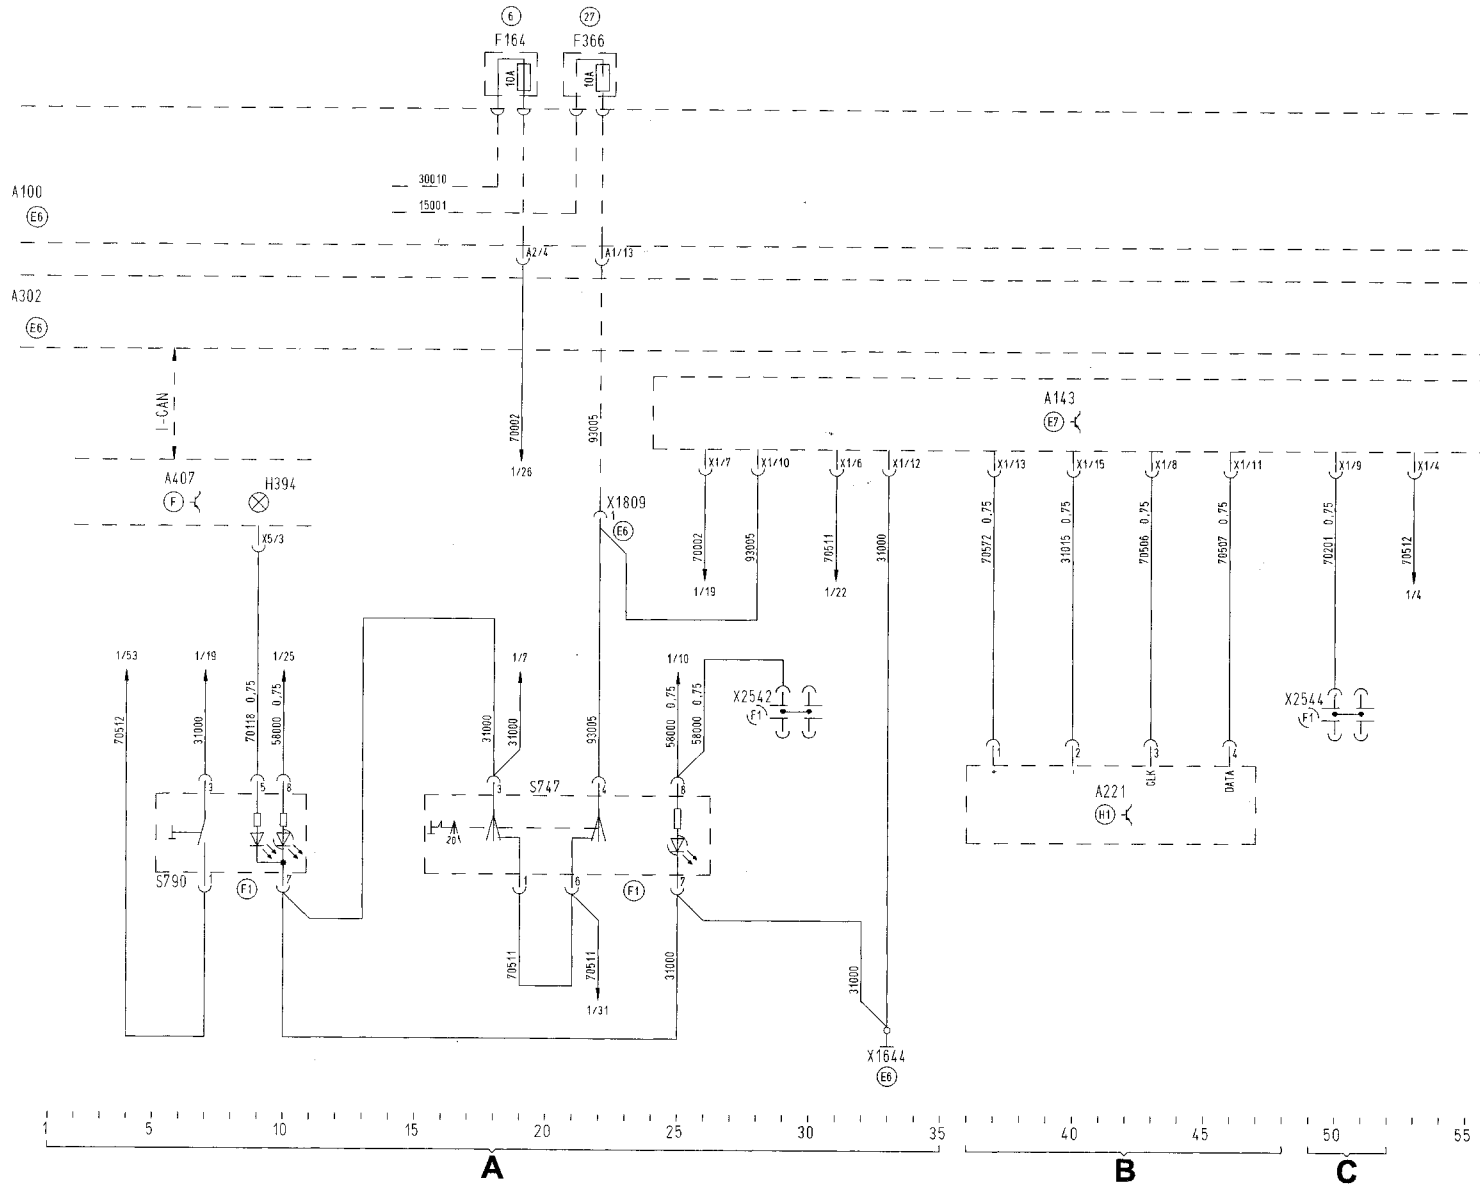 6 27
F164 F366
10A 10A
30010
A100
15001
E6
A2/4 A1/13
A302
E6
I-CAN
A143
E7
70002 93005
X1/7 X1/10 X1/6 X1/12 X1/13 X1/15 X1/8 X1/11 X1/9 X1/4
1/26
A407 H394
F
X1809
1
E6
X5/3
70002 93005 70511 31000 70572 0,75 31015 0,75 70506 0,75 70507 0,75 70201 0,75 70512
1/19 1/22 1/4
1/53 1/19 1/25 1/7 1/10
X2542 X2544
F1 F1
70512 31000 70118 0,75 58000 0,75 31000 31000 93005 58000 0,75 58000 0,75
1 2 3 4
3 5 8 3 S747 4 8
CLK DATA
A221
H1
20
S790 1 F1 7 1 6 F1 7
70511 70511 31000 31000
1/31
X1644
E6
1 5 10 15 20 25 30 35 40 45 50 55
A B C